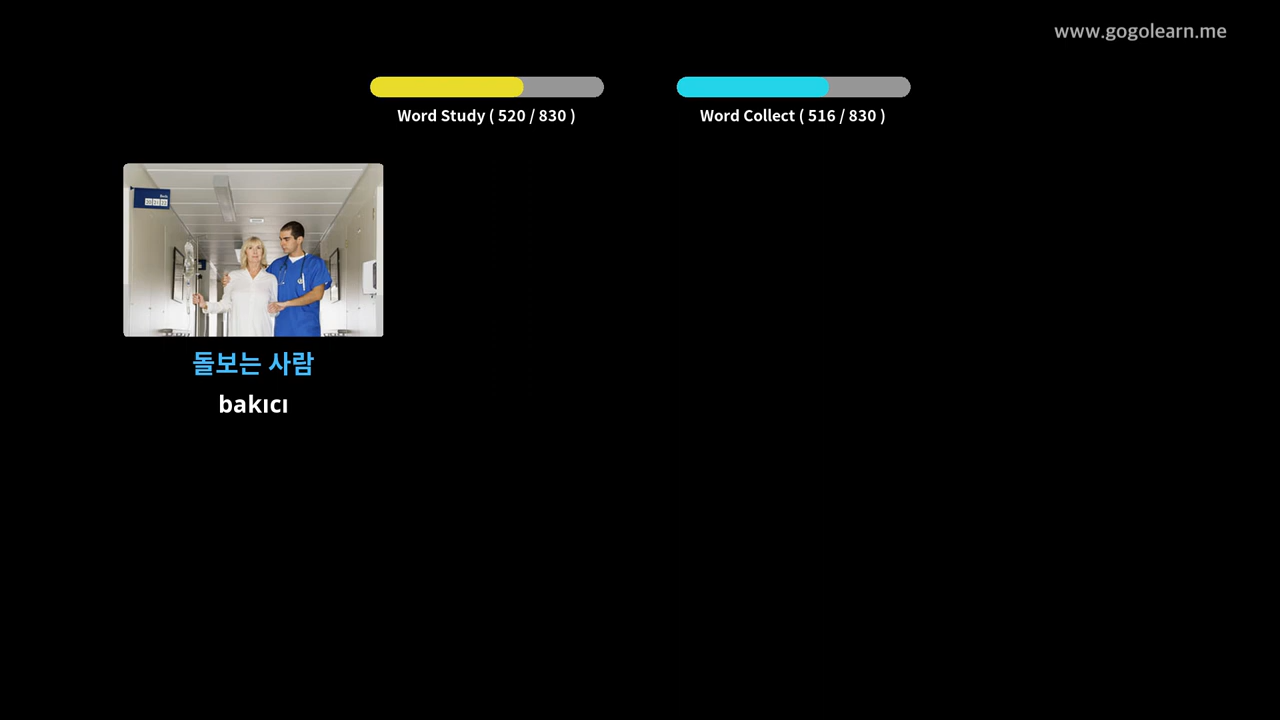 www.gogolearn.me
Word Study ( 520 / 830 )
Word Collect ( 516 / 830 )
돌보는 사람
bakıcı